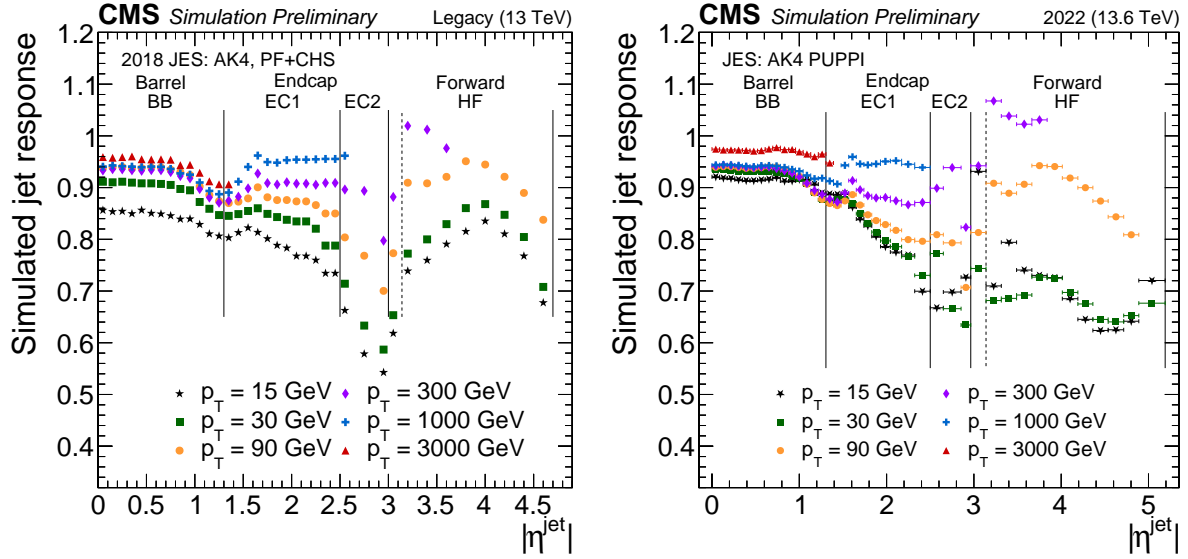 CMS Simulation Preliminary Legacy (13 TeV)
2018 JES: AK4, PF+CHS
Barrel Endcap Forward
BB EC1 EC2 HF
Simulated jet response
1.2
1.1
1
0.9
0.8
0.7
0.6
0.5
0.4
p_T = 15 GeV p_T = 300 GeV
p_T = 30 GeV p_T = 1000 GeV
p_T = 90 GeV p_T = 3000 GeV
0 0.5 1 1.5 2 2.5 3 3.5 4 4.5
|η^jet|
CMS Simulation Preliminary 2022 (13.6 TeV)
JES: AK4 PUPPI
Barrel Endcap Forward
BB EC1 EC2 HF
Simulated jet response
1.2
1.1
1
0.9
0.8
0.7
0.6
0.5
0.4
p_T = 15 GeV p_T = 300 GeV
p_T = 30 GeV p_T = 1000 GeV
p_T = 90 GeV p_T = 3000 GeV
0 1 2 3 4 5
|η^jet|